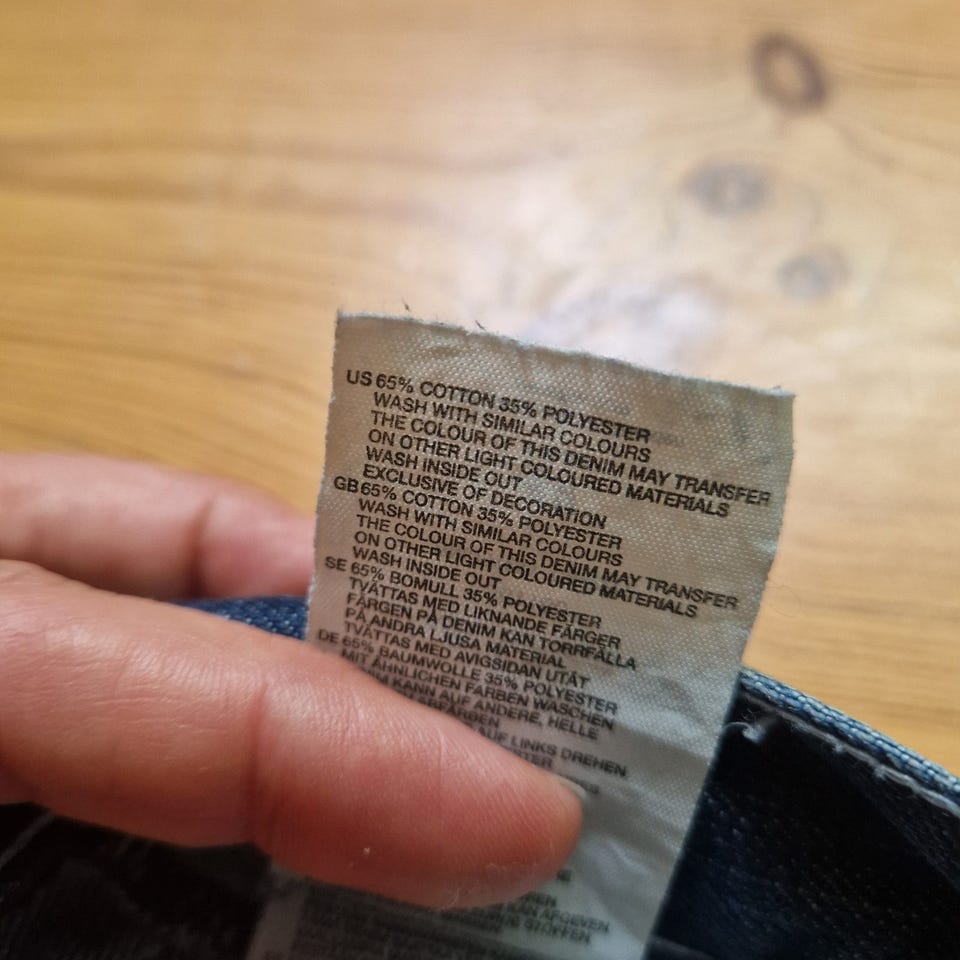 US 65% COTTON 35% POLYESTER
WASH WITH SIMILAR COLOURS
THE COLOUR OF THIS DENIM MAY TRANSFER
ON OTHER LIGHT COLOURED MATERIALS
WASH INSIDE OUT
EXCLUSIVE OF DECORATION
GB 65% COTTON 35% POLYESTER
WASH WITH SIMILAR COLOURS
THE COLOUR OF THIS DENIM MAY TRANSFER
ON OTHER LIGHT COLOURED MATERIALS
WASH INSIDE OUT
SE 65% BOMULL 35% POLYESTER
TVÄTTAS MED LIKNANDE FÄRGER
FÄRGEN PÅ DENIM KAN TORRFÄLLA
PÅ ANDRA LJUSA MATERIAL
TVÄTTAS MED AVIGSIDAN UTÅT
DE 65% BAUMWOLLE 35% POLYESTER
MIT ÄHNLICHEN FARBEN WASCHEN
KANN AUF ANDERE, HELLE
AUF LINKS DREHEN
AFGEVEN
STOFFEN